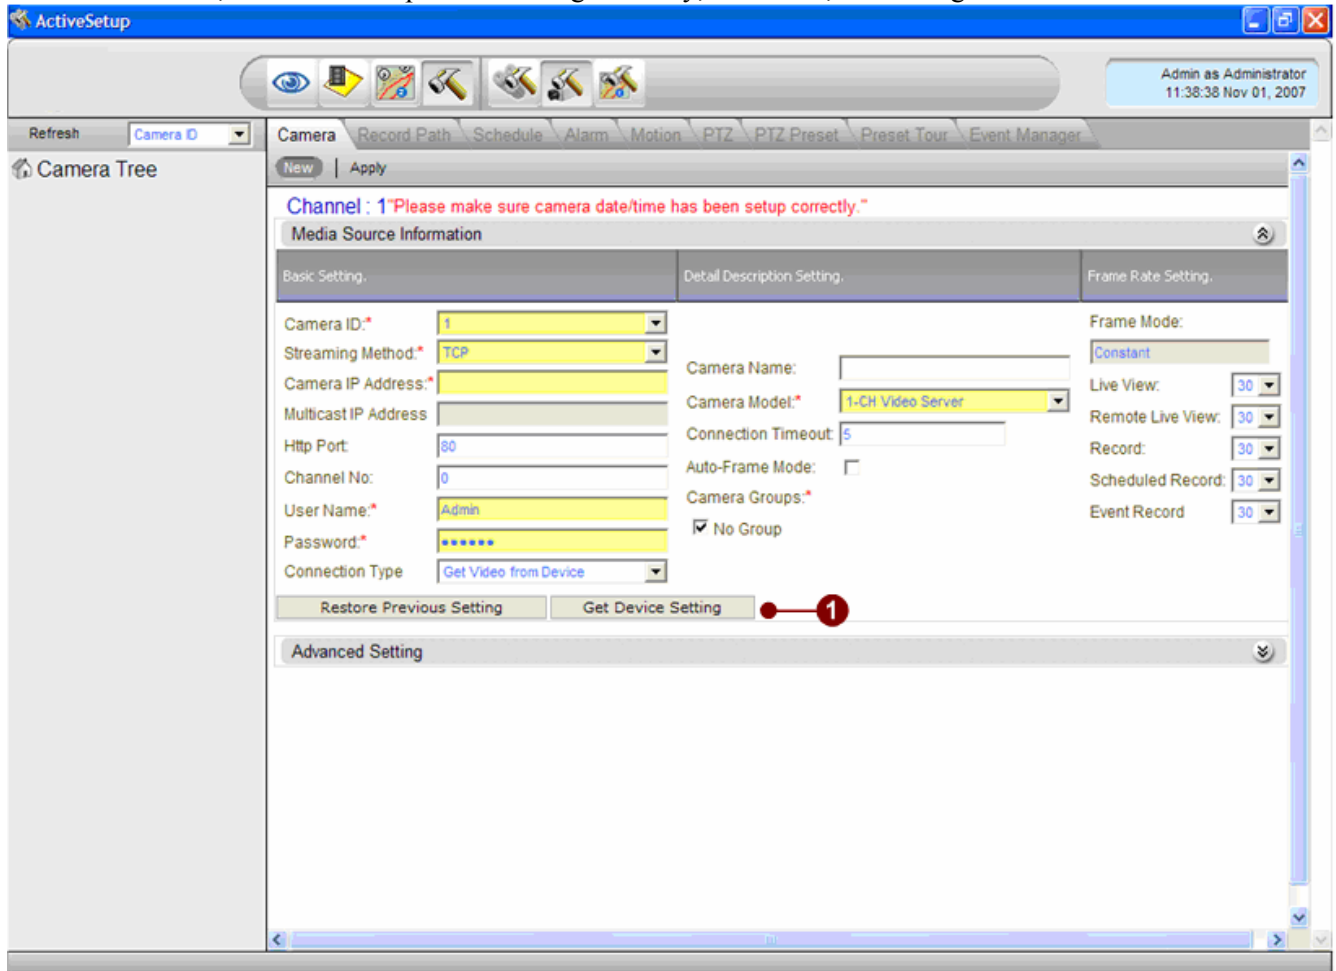 ActiveSetup
Admin as Administrator
11:38:38 Nov 01, 2007
Refresh Camera ID
Camera Record Path Schedule Alarm Motion PTZ PTZ Preset Preset Tour Event Manager
Camera Tree
New | Apply
Channel : 1"Please make sure camera date/time has been setup correctly."
Media Source Information
Basic Setting. Detail Description Setting. Frame Rate Setting.
Camera ID:* 1
Streaming Method:* TCP
Camera IP Address:*
Multicast IP Address
Http Port: 80
Channel No: 0
User Name:* Admin
Password:* ••••••
Connection Type Get Video from Device
Camera Name:
Camera Model:* 1-CH Video Server
Connection Timeout: 5
Auto-Frame Mode:
Camera Groups:*
No Group
Frame Mode:
Constant
Live View: 30
Remote Live View: 30
Record: 30
Scheduled Record: 30
Event Record 30
Restore Previous Setting Get Device Setting 1
Advanced Setting